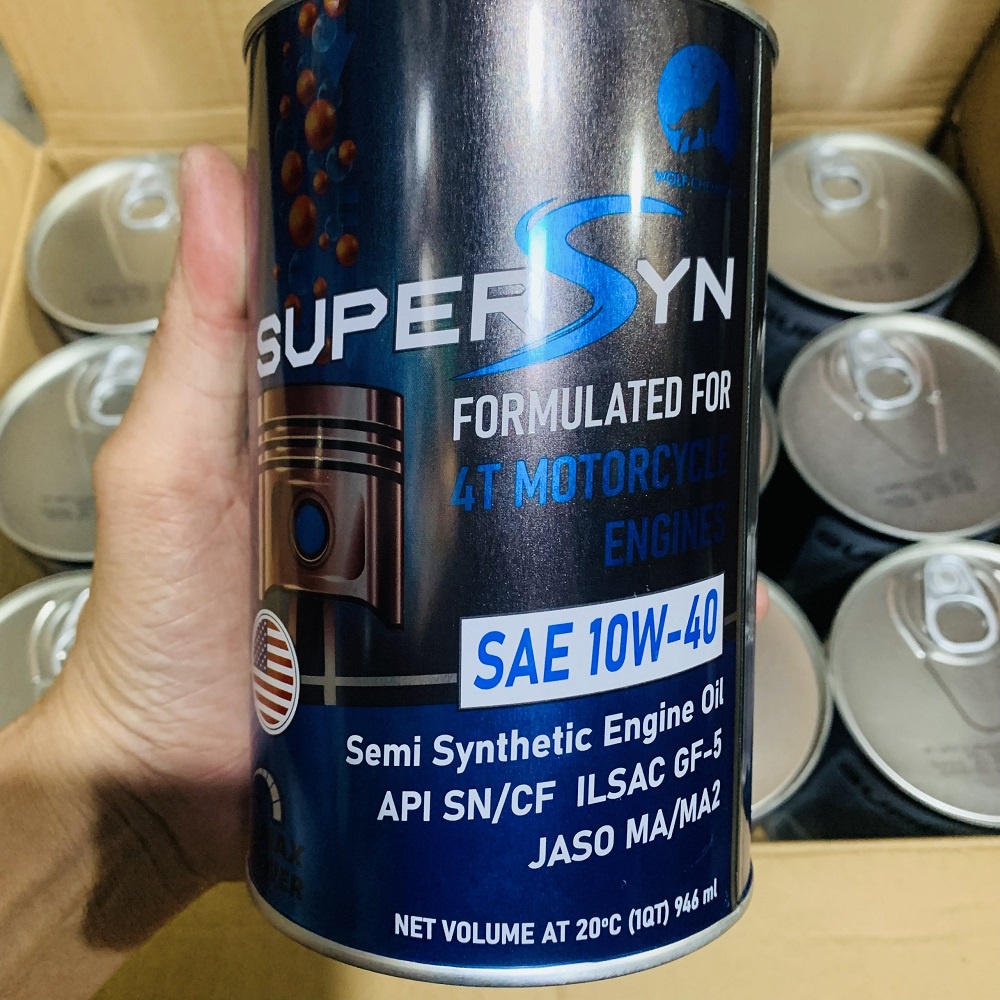 SUPERSYN
FORMULATED FOR
4T MOTORCYCLE
ENGINES
SAE 10W-40
Semi Synthetic Engine Oil
API SN/CF ILSAC GF-5
JASO MA/MA2
NET VOLUME AT 20°C (1QT) 946 ml